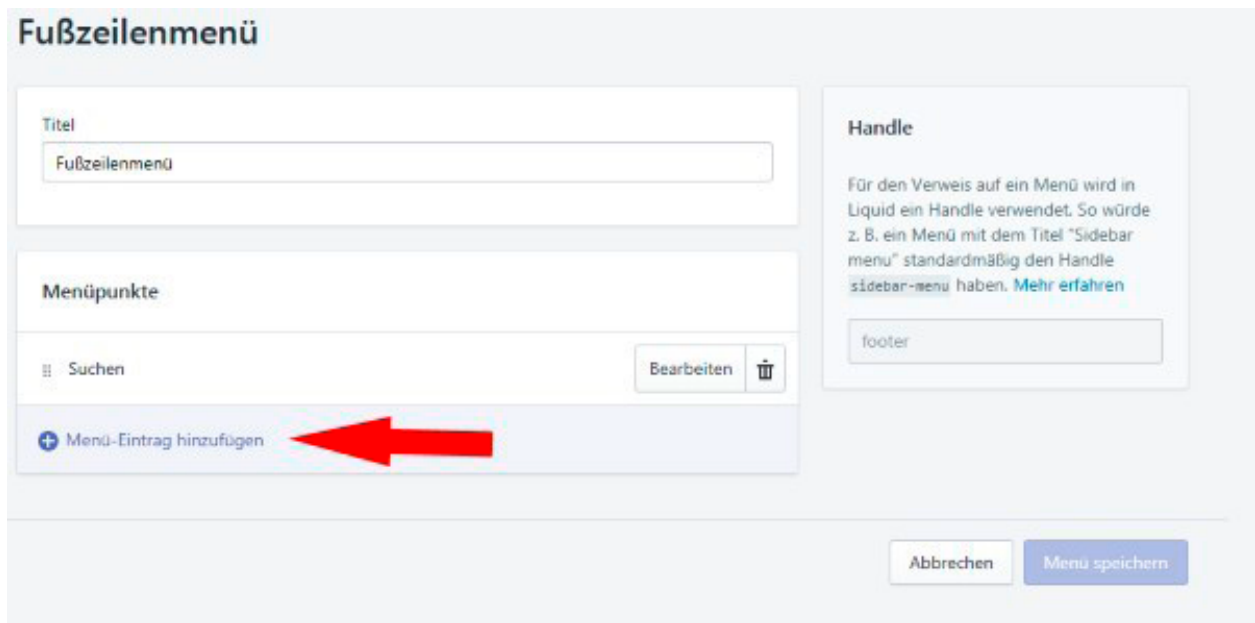 Fußzeilenmenü
Titel
Fußzeilenmenü
Menüpunkte
Suchen
Bearbeiten
Menü-Eintrag hinzufügen
Handle
Für den Verweis auf ein Menü wird in
Liquid ein Handle verwendet. So würde
z. B. ein Menü mit dem Titel "Sidebar
menu" standardmäßig den Handle
sidebar-menu haben. Mehr erfahren
footer
Abbrechen
Menü speichern